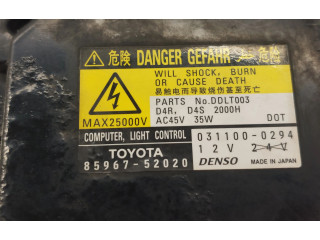 危険 DANGER GEFAHR 危险
WILL SHOCK, BURN
OR CAUSE DEATH
易触电而导致烧伤甚至死亡
MAX25000V
PARTS No.DDLT003
D4R, D4S 2000H
AC45V 35W DOT
COMPUTER, LIGHT CONTROL
031100-0294
TOYOTA
12V 24V
85967-52020
DENSO MADE IN JAPAN